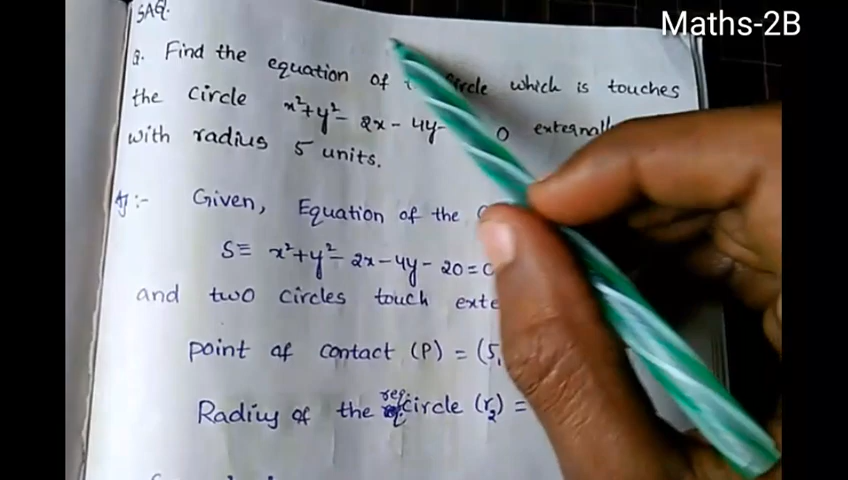 Maths-2B
SAQ.
Q. Find the equation of circle which is touches
the circle x²+y²- 2x - 4y- 0 externall
with radius 5 units.
Given, Equation of the
S≡ x²+y²- 2x-4y-20=0
and two circles touch exte
point of contact (P) = (5,
Radius of the req circle (r₂) =